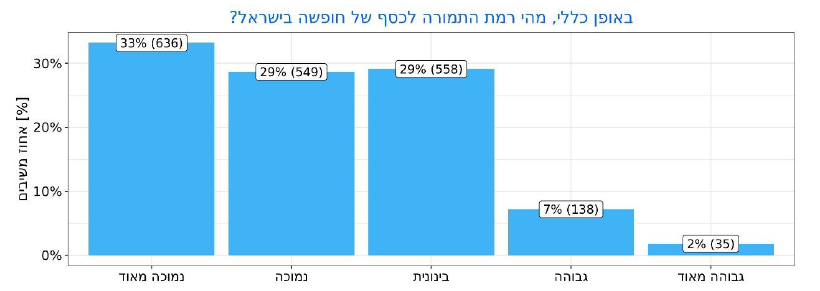 באופן כללי, מהי רמת התמורה לכסף של חופשה בישראל?
אחוז משיבים [%]
30%
20%
10%
0%
33% (636)
29% (549)
29% (558)
7% (138)
2% (35)
נמוכה מאוד
נמוכה
בינונית
גבוהה
גבוהה מאוד